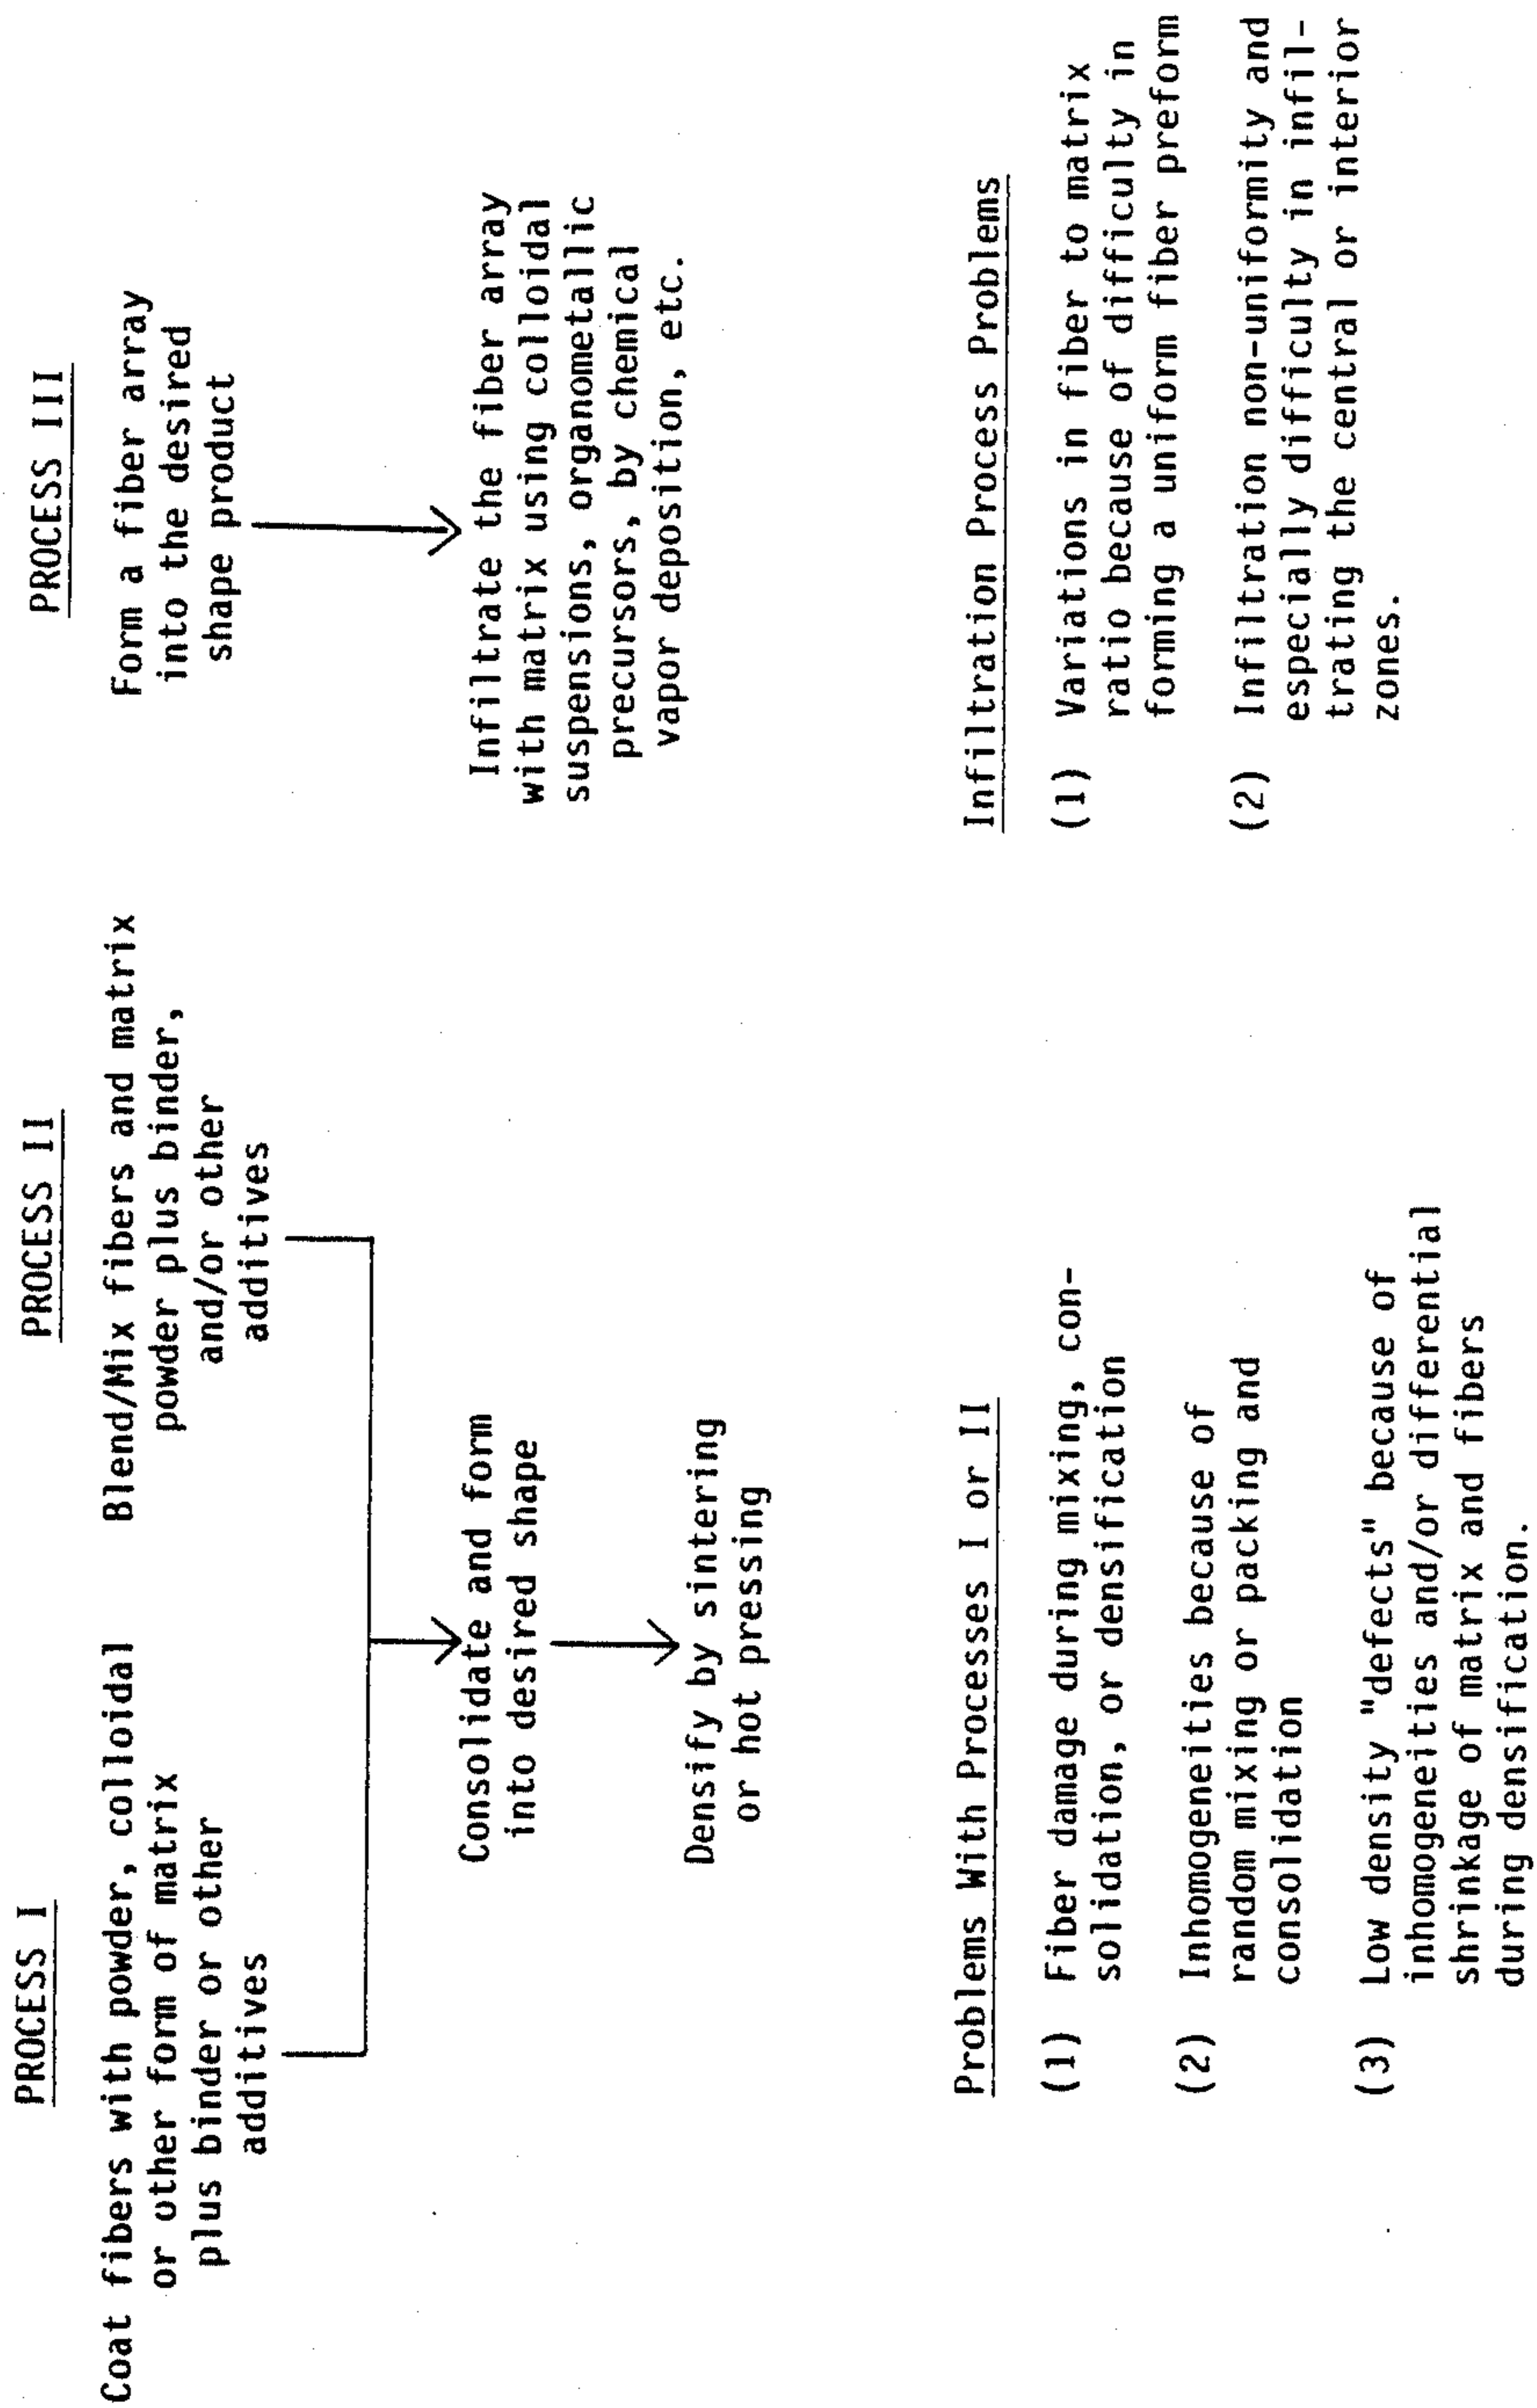 PROCESS I
Coat fibers with powder, colloidal
or other form of matrix
plus binder or other
additives
PROCESS II
Blend/Mix fibers and matrix
powder plus binder,
and/or other
additives
Consolidate and form
into desired shape
Densify by sintering
or hot pressing
PROCESS III
Form a fiber array
into the desired
shape product
Infiltrate the fiber array
with matrix using colloidal
suspensions, organometallic
precursors, by chemical
vapor deposition, etc.
Problems With Processes I or II
(1) Fiber damage during mixing, con-
solidation, or densification
(2) Inhomogeneities because of
random mixing or packing and
consolidation
(3) Low density "defects" because of
inhomogeneities and/or differential
shrinkage of matrix and fibers
during densification.
Infiltration Process Problems
(1) Variations in fiber to matrix
ratio because of difficulty in
forming a uniform fiber preform
(2) Infiltration non-uniformity and
especially difficulty in infil-
trating the central or interior
zones.